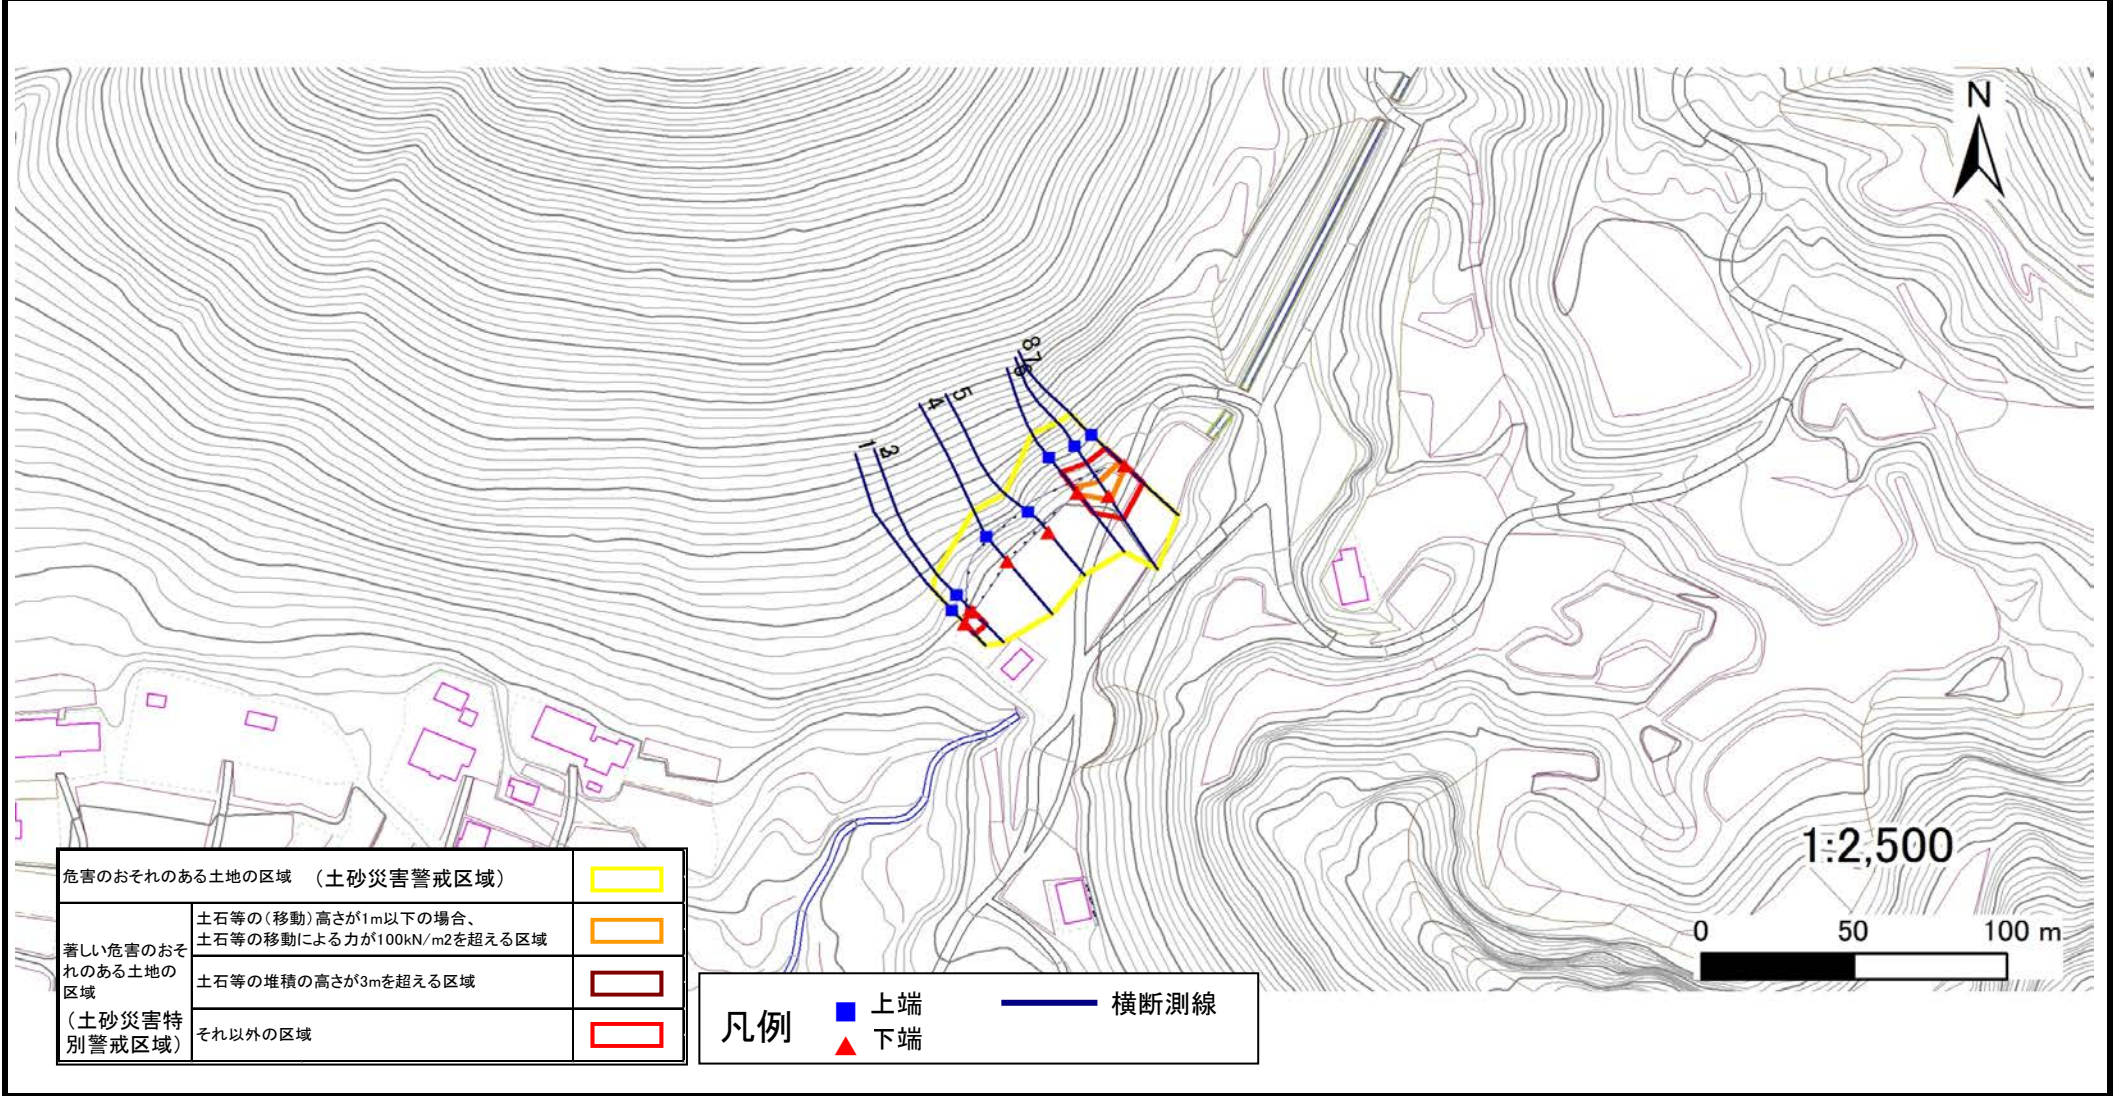 N
8
7
6
5
4
1
2
1:2,500
0 50 100 m
危害のおそれのある土地の区域 (土砂災害警戒区域)
著しい危害のおそ
れのある土地の
区域
(土砂災害特
別警戒区域)
土石等の(移動)高さが1m以下の場合、
土石等の移動による力が100kN/m2を超える区域
土石等の堆積の高さが3mを超える区域
それ以外の区域
凡例
上端
下端
横断測線